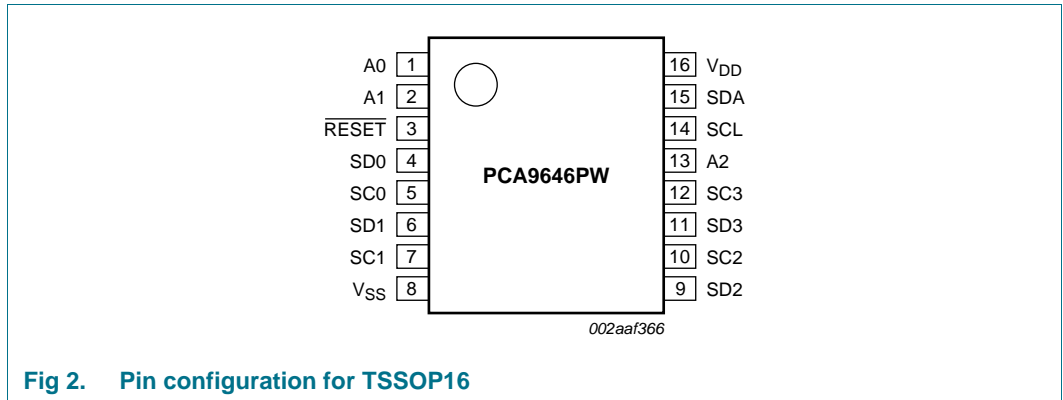 A0 1
A1 2
RESET 3
SD0 4
SC0 5
SD1 6
SC1 7
VSS 8
PCA9646PW
16 VDD
15 SDA
14 SCL
13 A2
12 SC3
11 SD3
10 SC2
9 SD2
002aaf366
Fig 2. Pin configuration for TSSOP16